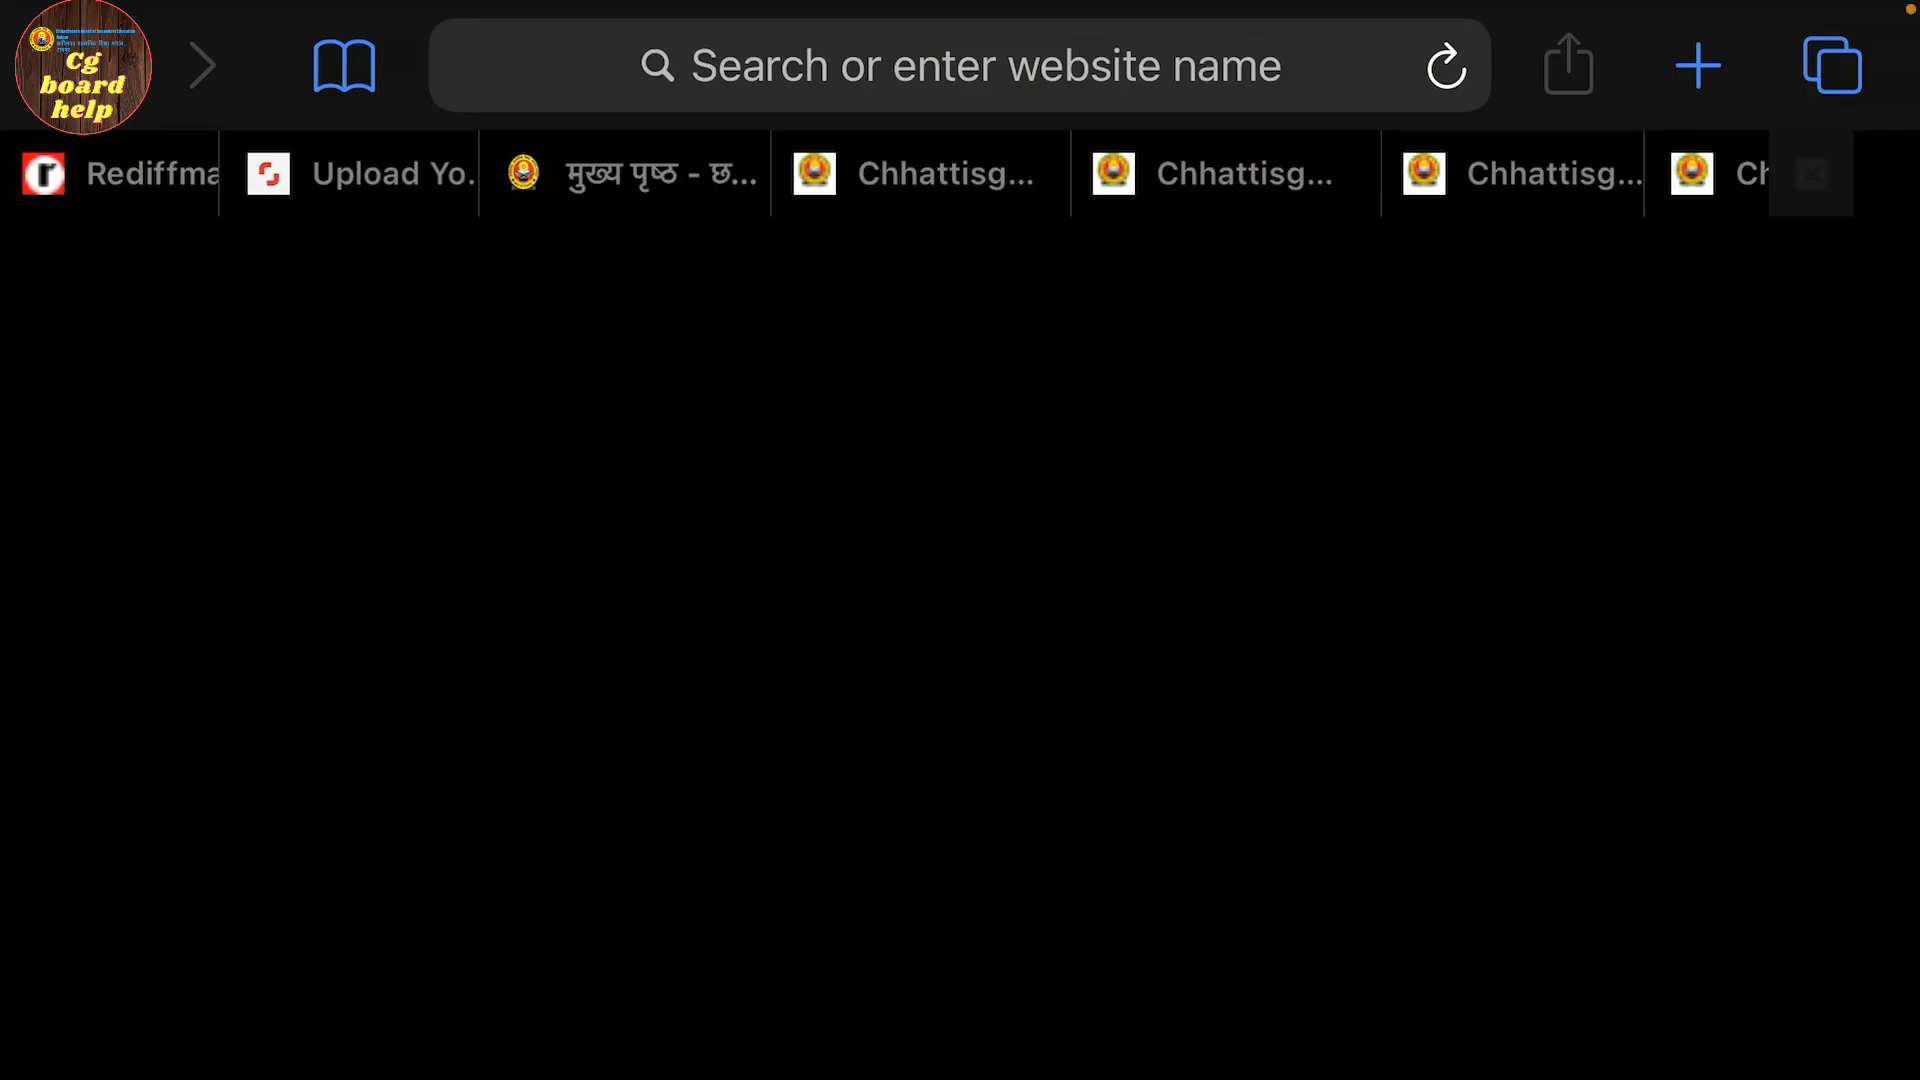 Cg
board
help
Search or enter website name
Rediffma
Upload Yo.
मुख्य पृष्ठ - छ...
Chhattisg...
Chhattisg...
Chhattisg...
Ch